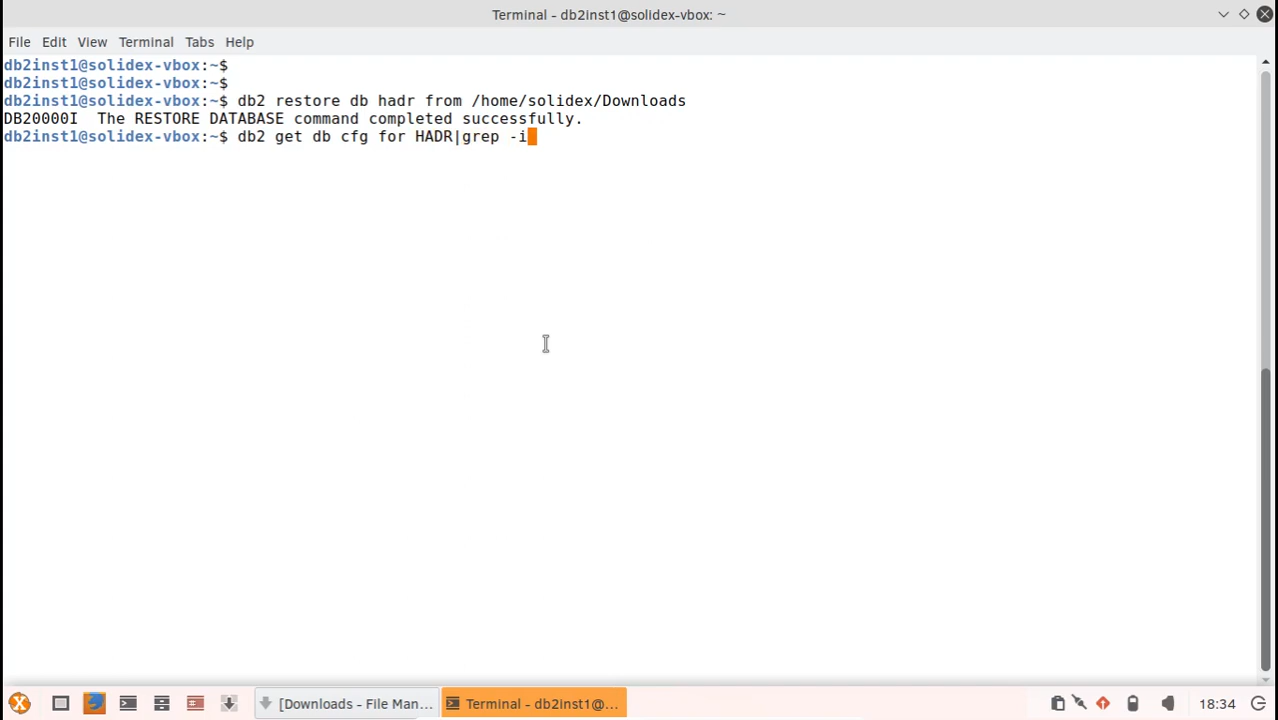 Terminal - db2inst1@solidex-vbox: ~
File Edit View Terminal Tabs Help
db2inst1@solidex-vbox:~$
db2inst1@solidex-vbox:~$
db2inst1@solidex-vbox:~$ db2 restore db hadr from /home/solidex/Downloads
DB20000I  The RESTORE DATABASE command completed successfully.
db2inst1@solidex-vbox:~$ db2 get db cfg for HADR|grep -i
[Downloads - File Man... Terminal - db2inst1@... 18:34